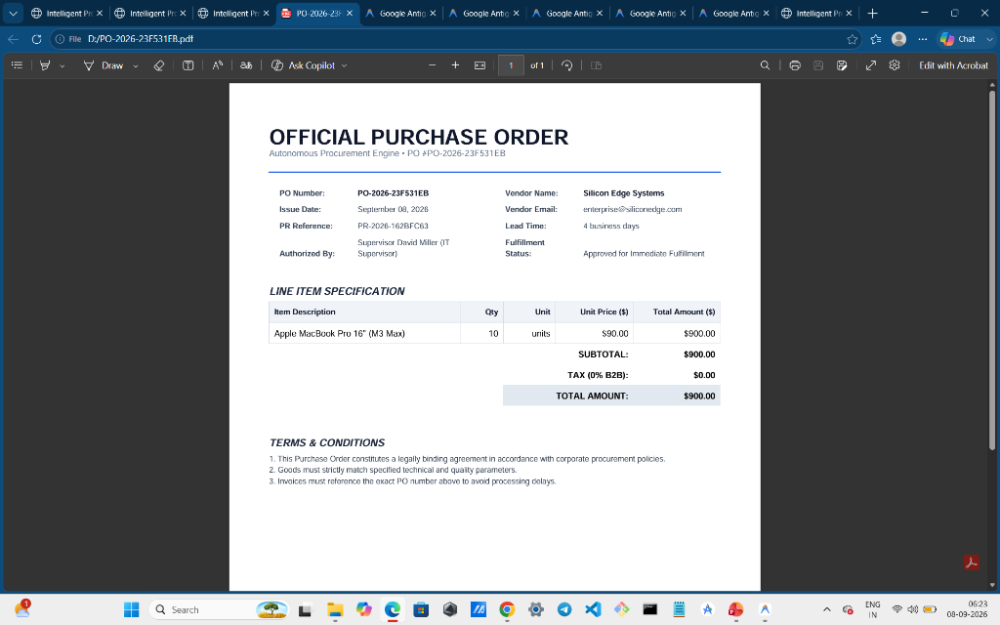 Intelligent Pr
Intelligent Pr
Intelligent Pr
PO-2026-23F
Google Antig
Google Antig
Google Antig
Google Antig
Google Antig
Intelligent Pr
File D:/PO-2026-23F531EB.pdf
Chat
Draw
Ask Copilot
1 of 1
Edit with Acrobat
OFFICIAL PURCHASE ORDER
Autonomous Procurement Engine • PO #PO-2026-23F531EB
PO Number: PO-2026-23F531EB Vendor Name: Silicon Edge Systems
Issue Date: September 08, 2026 Vendor Email: enterprise@siliconedge.com
PR Reference: PR-2026-162BFC63 Lead Time: 4 business days
Supervisor David Miller (IT Fulfillment
Authorized By: Supervisor) Status: Approved for Immediate Fulfillment
LINE ITEM SPECIFICATION
Item Description Qty Unit Unit Price ($) Total Amount ($)
Apple MacBook Pro 16" (M3 Max) 10 units $90.00 $900.00
SUBTOTAL: $900.00
TAX (0% B2B): $0.00
TOTAL AMOUNT: $900.00
TERMS & CONDITIONS
1. This Purchase Order constitutes a legally binding agreement in accordance with corporate procurement policies.
2. Goods must strictly match specified technical and quality parameters.
3. Invoices must reference the exact PO number above to avoid processing delays.
1
Search
ENG
IN
06:23
08-09-2026